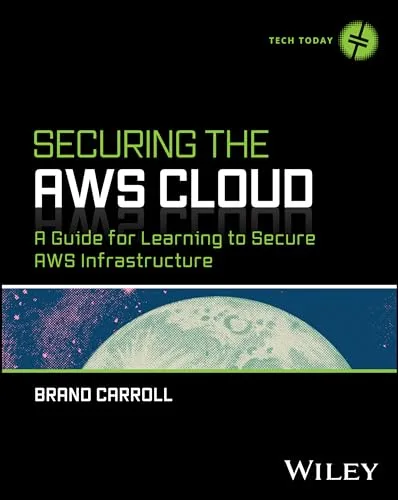 TECH TODAY
SECURING THE
AWS CLOUD
A Guide for Learning to Secure
AWS Infrastructure
BRAND CARROLL
WILEY